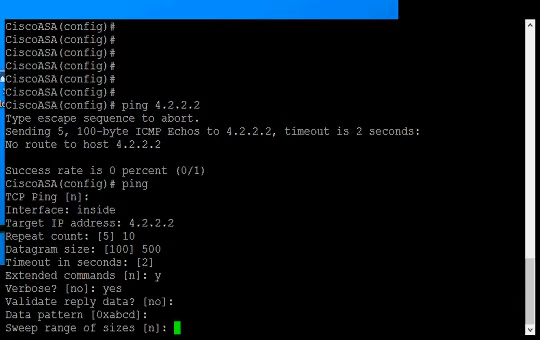 CiscoASA(config)#
CiscoASA(config)#
CiscoASA(config)#
CiscoASA(config)#
CiscoASA(config)#
CiscoASA(config)#
CiscoASA(config)# ping 4.2.2.2
Type escape sequence to abort.
Sending 5, 100-byte ICMP Echos to 4.2.2.2, timeout is 2 seconds:
No route to host 4.2.2.2
Success rate is 0 percent (0/1)
CiscoASA(config)# ping
TCP Ping [n]:
Interface: inside
Target IP address: 4.2.2.2
Repeat count: [5] 10
Datagram size: [100] 500
Timeout in seconds: [2]
Extended commands [n]: y
Verbose? [no]: yes
Validate reply data? [no]:
Data pattern [0xabcd]:
Sweep range of sizes [n]: